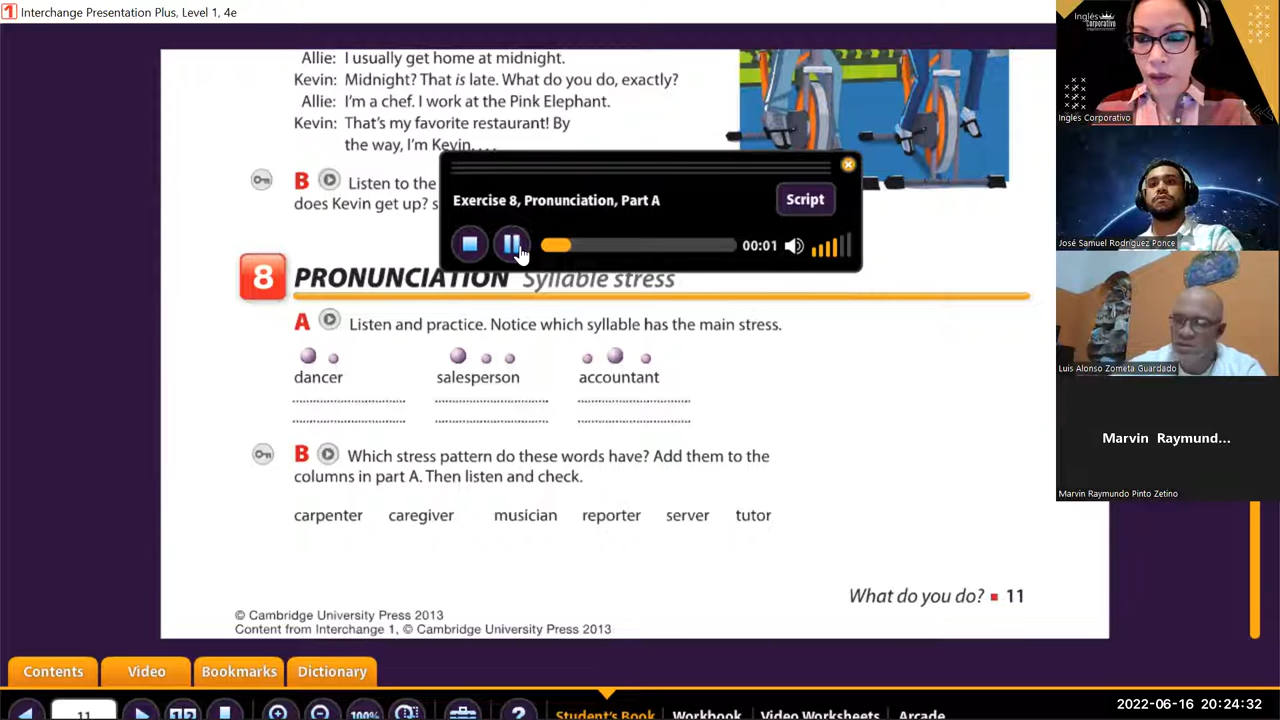 Interchange Presentation Plus, Level 1, 4e
Allie: I usually get home at midnight.
Kevin: Midnight? That is late. What do you do, exactly?
Allie: I'm a chef. I work at the Pink Elephant.
Kevin: That's my favorite restaurant! By
the way, I'm Kevin. . . .
B Listen to the
does Kevin get up?
Exercise 8, Pronunciation, Part A
Script
00:01
8 PRONUNCIATION Syllable stress
A Listen and practice. Notice which syllable has the main stress.
dancer salesperson accountant
B Which stress pattern do these words have? Add them to the
columns in part A. Then listen and check.
carpenter caregiver musician reporter server tutor
What do you do? ▪ 11
© Cambridge University Press 2013
Content from Interchange 1, © Cambridge University Press 2013
Contents Video Bookmarks Dictionary
11 100% ? Student's Book Workbook Video Worksheets Arcade
Inglés
Corporativo
Inglés Corporativo
José Samuel Rodríguez Ponce
Luis Alonso Zometa Guardado
Marvin Raymund...
Marvin Raymundo Pinto Zetino
2022-06-16 20:24:32